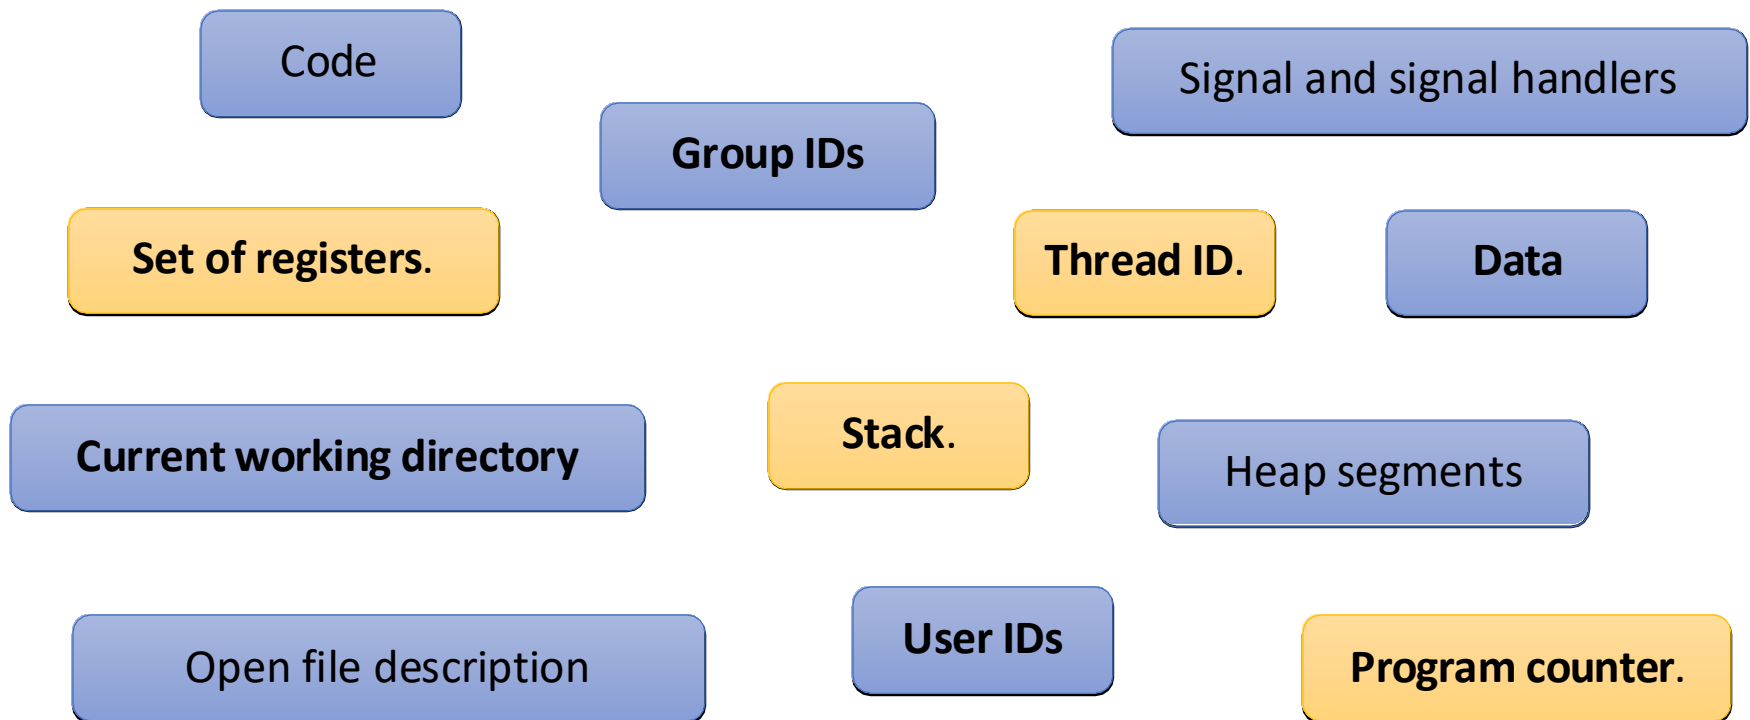 Code
Signal and signal handlers
Group IDs
Set of registers.
Thread ID.
Data
Current working directory
Stack.
Heap segments
Open file description
User IDs
Program counter.